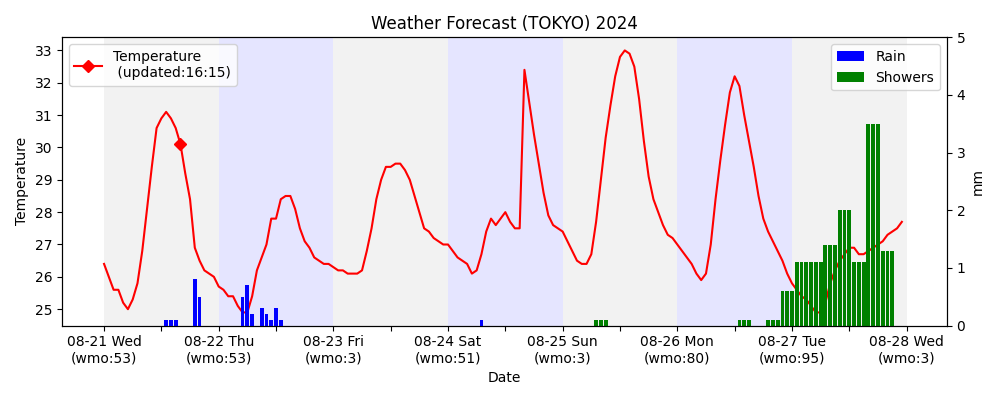 Weather Forecast (TOKYO) 2024
Temperature
(updated:16:15)
Rain
Showers
33
32
31
30
29
28
27
26
25
Temperature
5
4
3
2
1
0
mm
08-21 Wed
(wmo:53)
08-22 Thu
(wmo:53)
08-23 Fri
(wmo:3)
08-24 Sat
(wmo:51)
08-25 Sun
(wmo:3)
08-26 Mon
(wmo:80)
08-27 Tue
(wmo:95)
08-28 Wed
(wmo:3)
Date